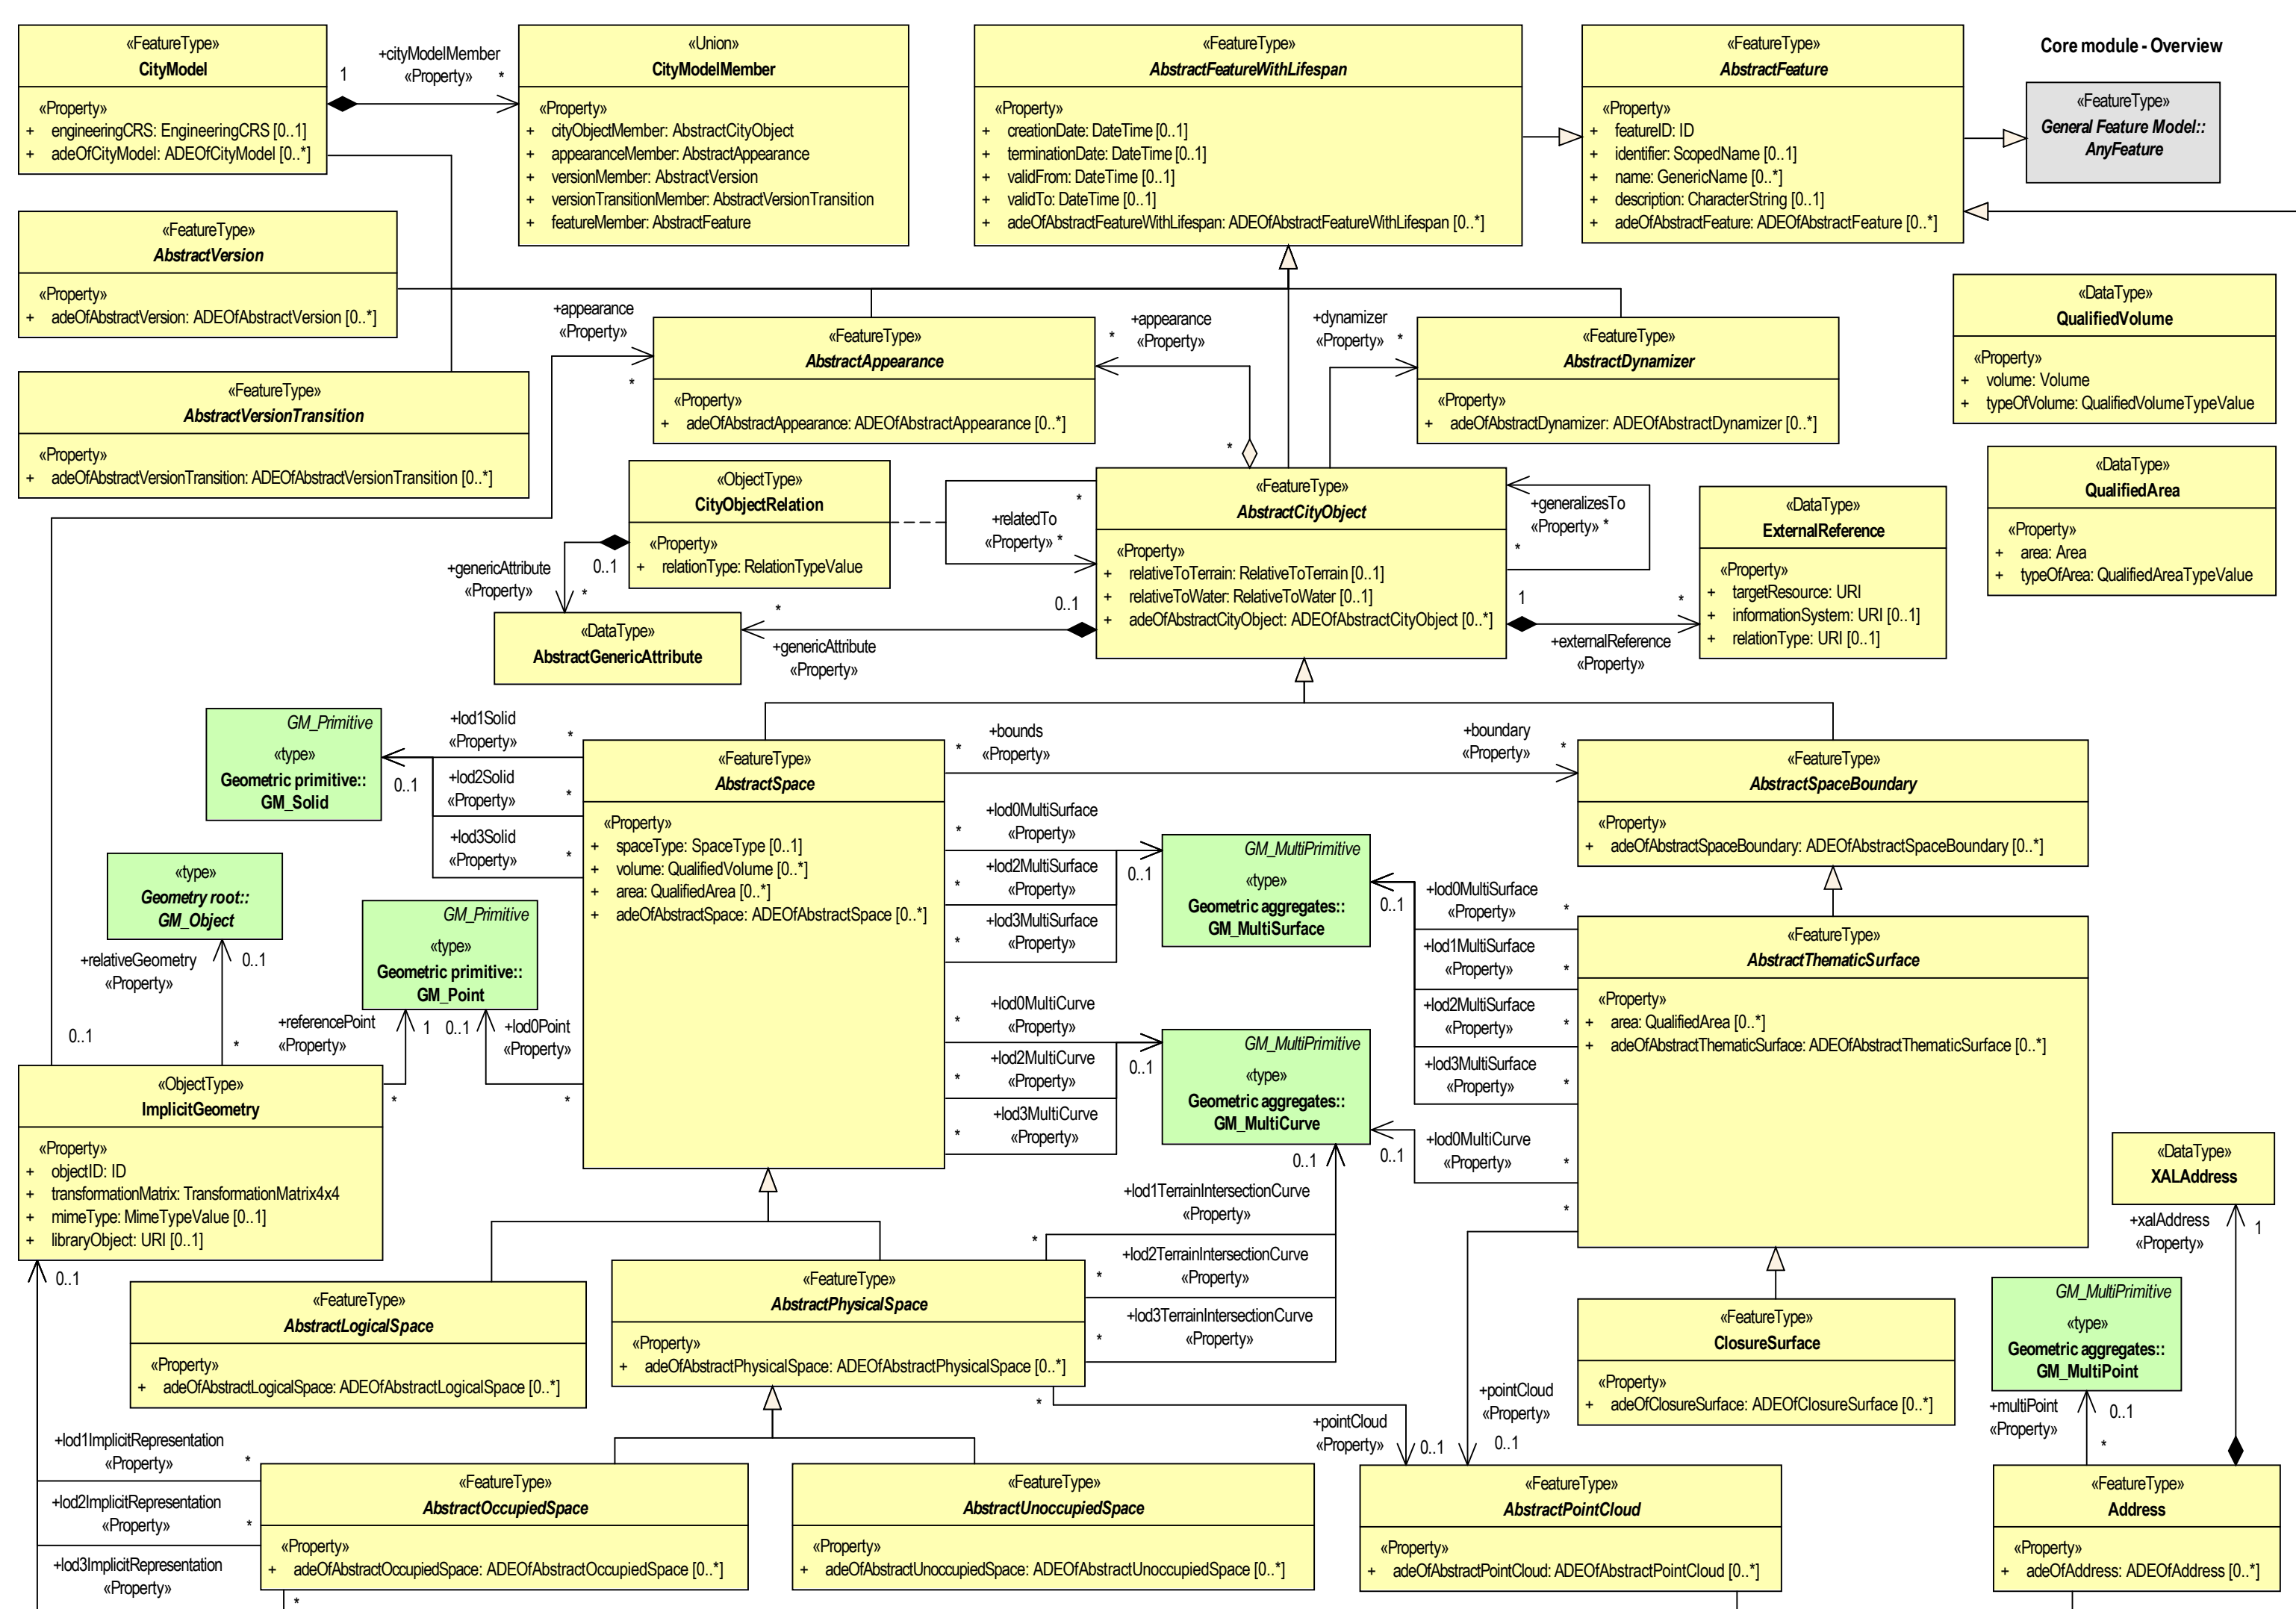 Core module - Overview
«FeatureType»
CityModel
«Property»
+ engineeringCRS: EngineeringCRS [0..1]
+ adeOfCityModel: ADEOfCityModel [0..*]
1
+cityModelMember
«Property»
*
«Union»
CityModelMember
«Property»
+ cityObjectMember: AbstractCityObject
+ appearanceMember: AbstractAppearance
+ versionMember: AbstractVersion
+ versionTransitionMember: AbstractVersionTransition
+ featureMember: AbstractFeature
«FeatureType»
AbstractFeatureWithLifespan
«Property»
+ creationDate: DateTime [0..1]
+ terminationDate: DateTime [0..1]
+ validFrom: DateTime [0..1]
+ validTo: DateTime [0..1]
+ adeOfAbstractFeatureWithLifespan: ADEOfAbstractFeatureWithLifespan [0..*]
«FeatureType»
AbstractFeature
«Property»
+ featureID: ID
+ identifier: ScopedName [0..1]
+ name: GenericName [0..*]
+ description: CharacterString [0..1]
+ adeOfAbstractFeature: ADEOfAbstractFeature [0..*]
«FeatureType»
General Feature Model::
AnyFeature
«FeatureType»
AbstractVersion
«Property»
+ adeOfAbstractVersion: ADEOfAbstractVersion [0..*]
«FeatureType»
AbstractVersionTransition
«Property»
+ adeOfAbstractVersionTransition: ADEOfAbstractVersionTransition [0..*]
+appearance
«Property»
*
«FeatureType»
AbstractAppearance
«Property»
+ adeOfAbstractAppearance: ADEOfAbstractAppearance [0..*]
+appearance
«Property»
*
*
+dynamizer
«Property»
*
«FeatureType»
AbstractDynamizer
«Property»
+ adeOfAbstractDynamizer: ADEOfAbstractDynamizer [0..*]
«DataType»
QualifiedVolume
«Property»
+ volume: Volume
+ typeOfVolume: QualifiedVolumeTypeValue
«DataType»
QualifiedArea
«Property»
+ area: Area
+ typeOfArea: QualifiedAreaTypeValue
«ObjectType»
CityObjectRelation
«Property»
+ relationType: RelationTypeValue
+genericAttribute
«Property»
0..1
*
*
+relatedTo
«Property» *
«FeatureType»
AbstractCityObject
«Property»
+ relativeToTerrain: RelativeToTerrain [0..1]
+ relativeToWater: RelativeToWater [0..1]
+ adeOfAbstractCityObject: ADEOfAbstractCityObject [0..*]
+generalizesTo
«Property» *
*
«DataType»
ExternalReference
«Property»
+ targetResource: URI
+ informationSystem: URI [0..1]
+ relationType: URI [0..1]
1
*
+externalReference
«Property»
«DataType»
AbstractGenericAttribute
*
0..1
+genericAttribute
«Property»
GM_Primitive
«type»
Geometric primitive::
GM_Solid
+lod1Solid
«Property»
*
0..1
+lod2Solid
«Property»
*
+lod3Solid
«Property»
*
«FeatureType»
AbstractSpace
«Property»
+ spaceType: SpaceType [0..1]
+ volume: QualifiedVolume [0..*]
+ area: QualifiedArea [0..*]
+ adeOfAbstractSpace: ADEOfAbstractSpace [0..*]
*
+bounds
«Property»
+boundary
«Property»
*
«FeatureType»
AbstractSpaceBoundary
«Property»
+ adeOfAbstractSpaceBoundary: ADEOfAbstractSpaceBoundary [0..*]
+lod0MultiSurface
«Property»
*
+lod2MultiSurface
«Property»
*
+lod3MultiSurface
«Property»
*
0..1
GM_MultiPrimitive
«type»
Geometric aggregates::
GM_MultiSurface
0..1
+lod0MultiSurface
«Property»
*
+lod1MultiSurface
«Property»
*
+lod2MultiSurface
«Property»
*
+lod3MultiSurface
«Property»
*
«FeatureType»
AbstractThematicSurface
«Property»
+ area: QualifiedArea [0..*]
+ adeOfAbstractThematicSurface: ADEOfAbstractThematicSurface [0..*]
«type»
Geometry root::
GM_Object
+relativeGeometry
«Property»
0..1
*
GM_Primitive
«type»
Geometric primitive::
GM_Point
+referencePoint
«Property»
1
*
0..1
+lod0Point
«Property»
*
0..1
+lod0MultiCurve
«Property»
*
+lod2MultiCurve
«Property»
*
+lod3MultiCurve
«Property»
*
0..1
GM_MultiPrimitive
«type»
Geometric aggregates::
GM_MultiCurve
0..1
0..1
+lod0MultiCurve
«Property»
*
«ObjectType»
ImplicitGeometry
«Property»
+ objectID: ID
+ transformationMatrix: TransformationMatrix4x4
+ mimeType: MimeTypeValue [0..1]
+ libraryObject: URI [0..1]
0..1
+lod1TerrainIntersectionCurve
«Property»
*
+lod2TerrainIntersectionCurve
«Property»
*
+lod3TerrainIntersectionCurve
«Property»
*
*
«DataType»
XALAddress
+xalAddress
«Property»
1
«FeatureType»
AbstractLogicalSpace
«Property»
+ adeOfAbstractLogicalSpace: ADEOfAbstractLogicalSpace [0..*]
«FeatureType»
AbstractPhysicalSpace
«Property»
+ adeOfAbstractPhysicalSpace: ADEOfAbstractPhysicalSpace [0..*]
*
«FeatureType»
ClosureSurface
«Property»
+ adeOfClosureSurface: ADEOfClosureSurface [0..*]
GM_MultiPrimitive
«type»
Geometric aggregates::
GM_MultiPoint
+multiPoint
«Property»
0..1
*
+pointCloud
«Property»
0..1
+pointCloud
«Property»
0..1
+lod1ImplicitRepresentation
«Property»
*
+lod2ImplicitRepresentation
«Property»
*
+lod3ImplicitRepresentation
«Property»
*
«FeatureType»
AbstractOccupiedSpace
«Property»
+ adeOfAbstractOccupiedSpace: ADEOfAbstractOccupiedSpace [0..*]
«FeatureType»
AbstractUnoccupiedSpace
«Property»
+ adeOfAbstractUnoccupiedSpace: ADEOfAbstractUnoccupiedSpace [0..*]
«FeatureType»
AbstractPointCloud
«Property»
+ adeOfAbstractPointCloud: ADEOfAbstractPointCloud [0..*]
«FeatureType»
Address
«Property»
+ adeOfAddress: ADEOfAddress [0..*]